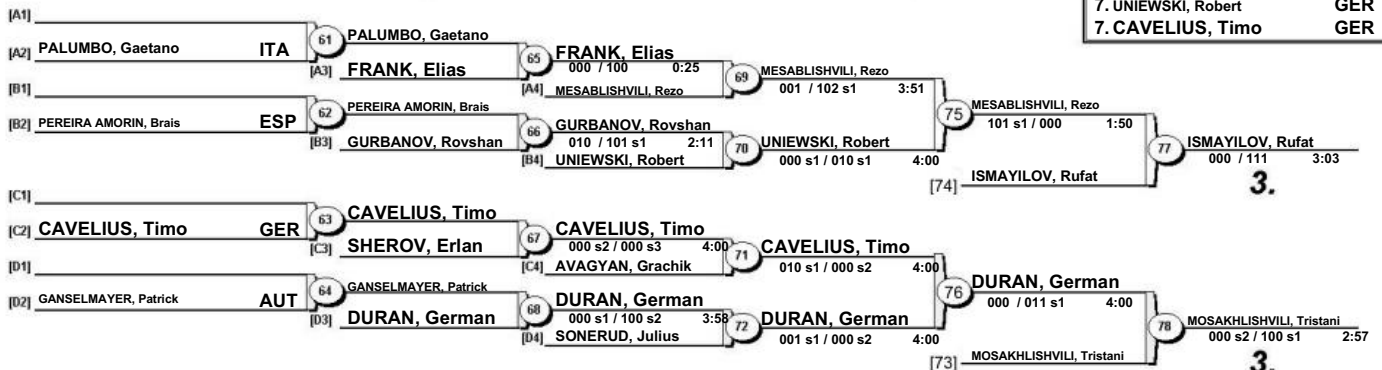 7. UNIEWSKI, Robert GER
7. CAVELIUS, Timo GER
[A1]
[A2] PALUMBO, Gaetano ITA
61 PALUMBO, Gaetano
[A3] FRANK, Elias
65 FRANK, Elias
000 / 100 0:25
[A4] MESABLISHVILI, Rezo
69 MESABLISHVILI, Rezo
001 / 102 s1 3:51
[B1]
[B2] PEREIRA AMORIN, Brais ESP
62 PEREIRA AMORIN, Brais
[B3] GURBANOV, Rovshan
66 GURBANOV, Rovshan
010 / 101 s1 2:11
[B4] UNIEWSKI, Robert
70 UNIEWSKI, Robert
000 s1 / 010 s1 4:00
75 MESABLISHVILI, Rezo
101 s1 / 000 1:50
[74] ISMAYILOV, Rufat
77 ISMAYILOV, Rufat
000 / 111 3:03
3.
[C1]
[C2] CAVELIUS, Timo GER
63 CAVELIUS, Timo
[C3] SHEROV, Erlan
67 CAVELIUS, Timo
000 s2 / 000 s3 4:00
[C4] AVAGYAN, Grachik
71 CAVELIUS, Timo
010 s1 / 000 s2 4:00
[D1]
[D2] GANSELMAYER, Patrick AUT
64 GANSELMAYER, Patrick
[D3] DURAN, German
68 DURAN, German
000 s1 / 100 s2 3:58
[D4] SONERUD, Julius
72 DURAN, German
001 s1 / 000 s2 4:00
76 DURAN, German
000 / 011 s1 4:00
[73] MOSAKHLISHVILI, Tristani
78 MOSAKHLISHVILI, Tristani
000 s2 / 100 s1 2:57
3.